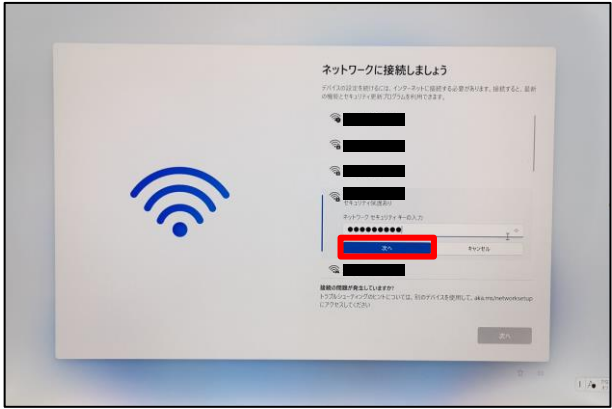 ネットワークに接続しましょう
デバイスの設定を続けるには、インターネットに接続する必要があります。接続すると、最新
の機能とセキュリティ更新プログラムを利用できます。
セキュリティ保護あり
ネットワーク セキュリティ キーの入力
●●●●●●●●●
次へ
キャンセル
接続の問題が発生していますか?
トラブルシューティングのヒントについては、別のデバイスを使用して、aka.ms/networksetup
にアクセスしてください
次へ